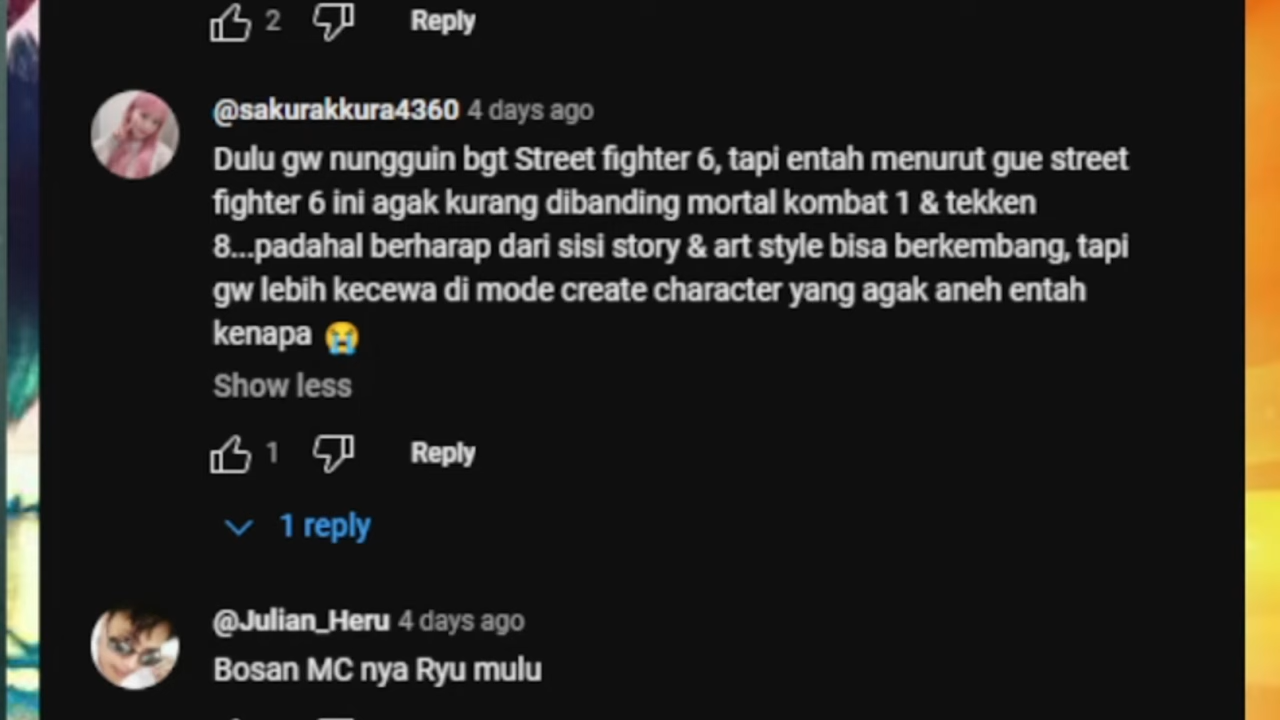 2 Reply
@sakurakkura4360 4 days ago
Dulu gw nungguin bgt Street fighter 6, tapi entah menurut gue street
fighter 6 ini agak kurang dibanding mortal kombat 1 & tekken
8...padahal berharap dari sisi story & art style bisa berkembang, tapi
gw lebih kecewa di mode create character yang agak aneh entah
kenapa 😭
Show less
1 Reply
1 reply
@Julian_Heru 4 days ago
Bosan MC nya Ryu mulu